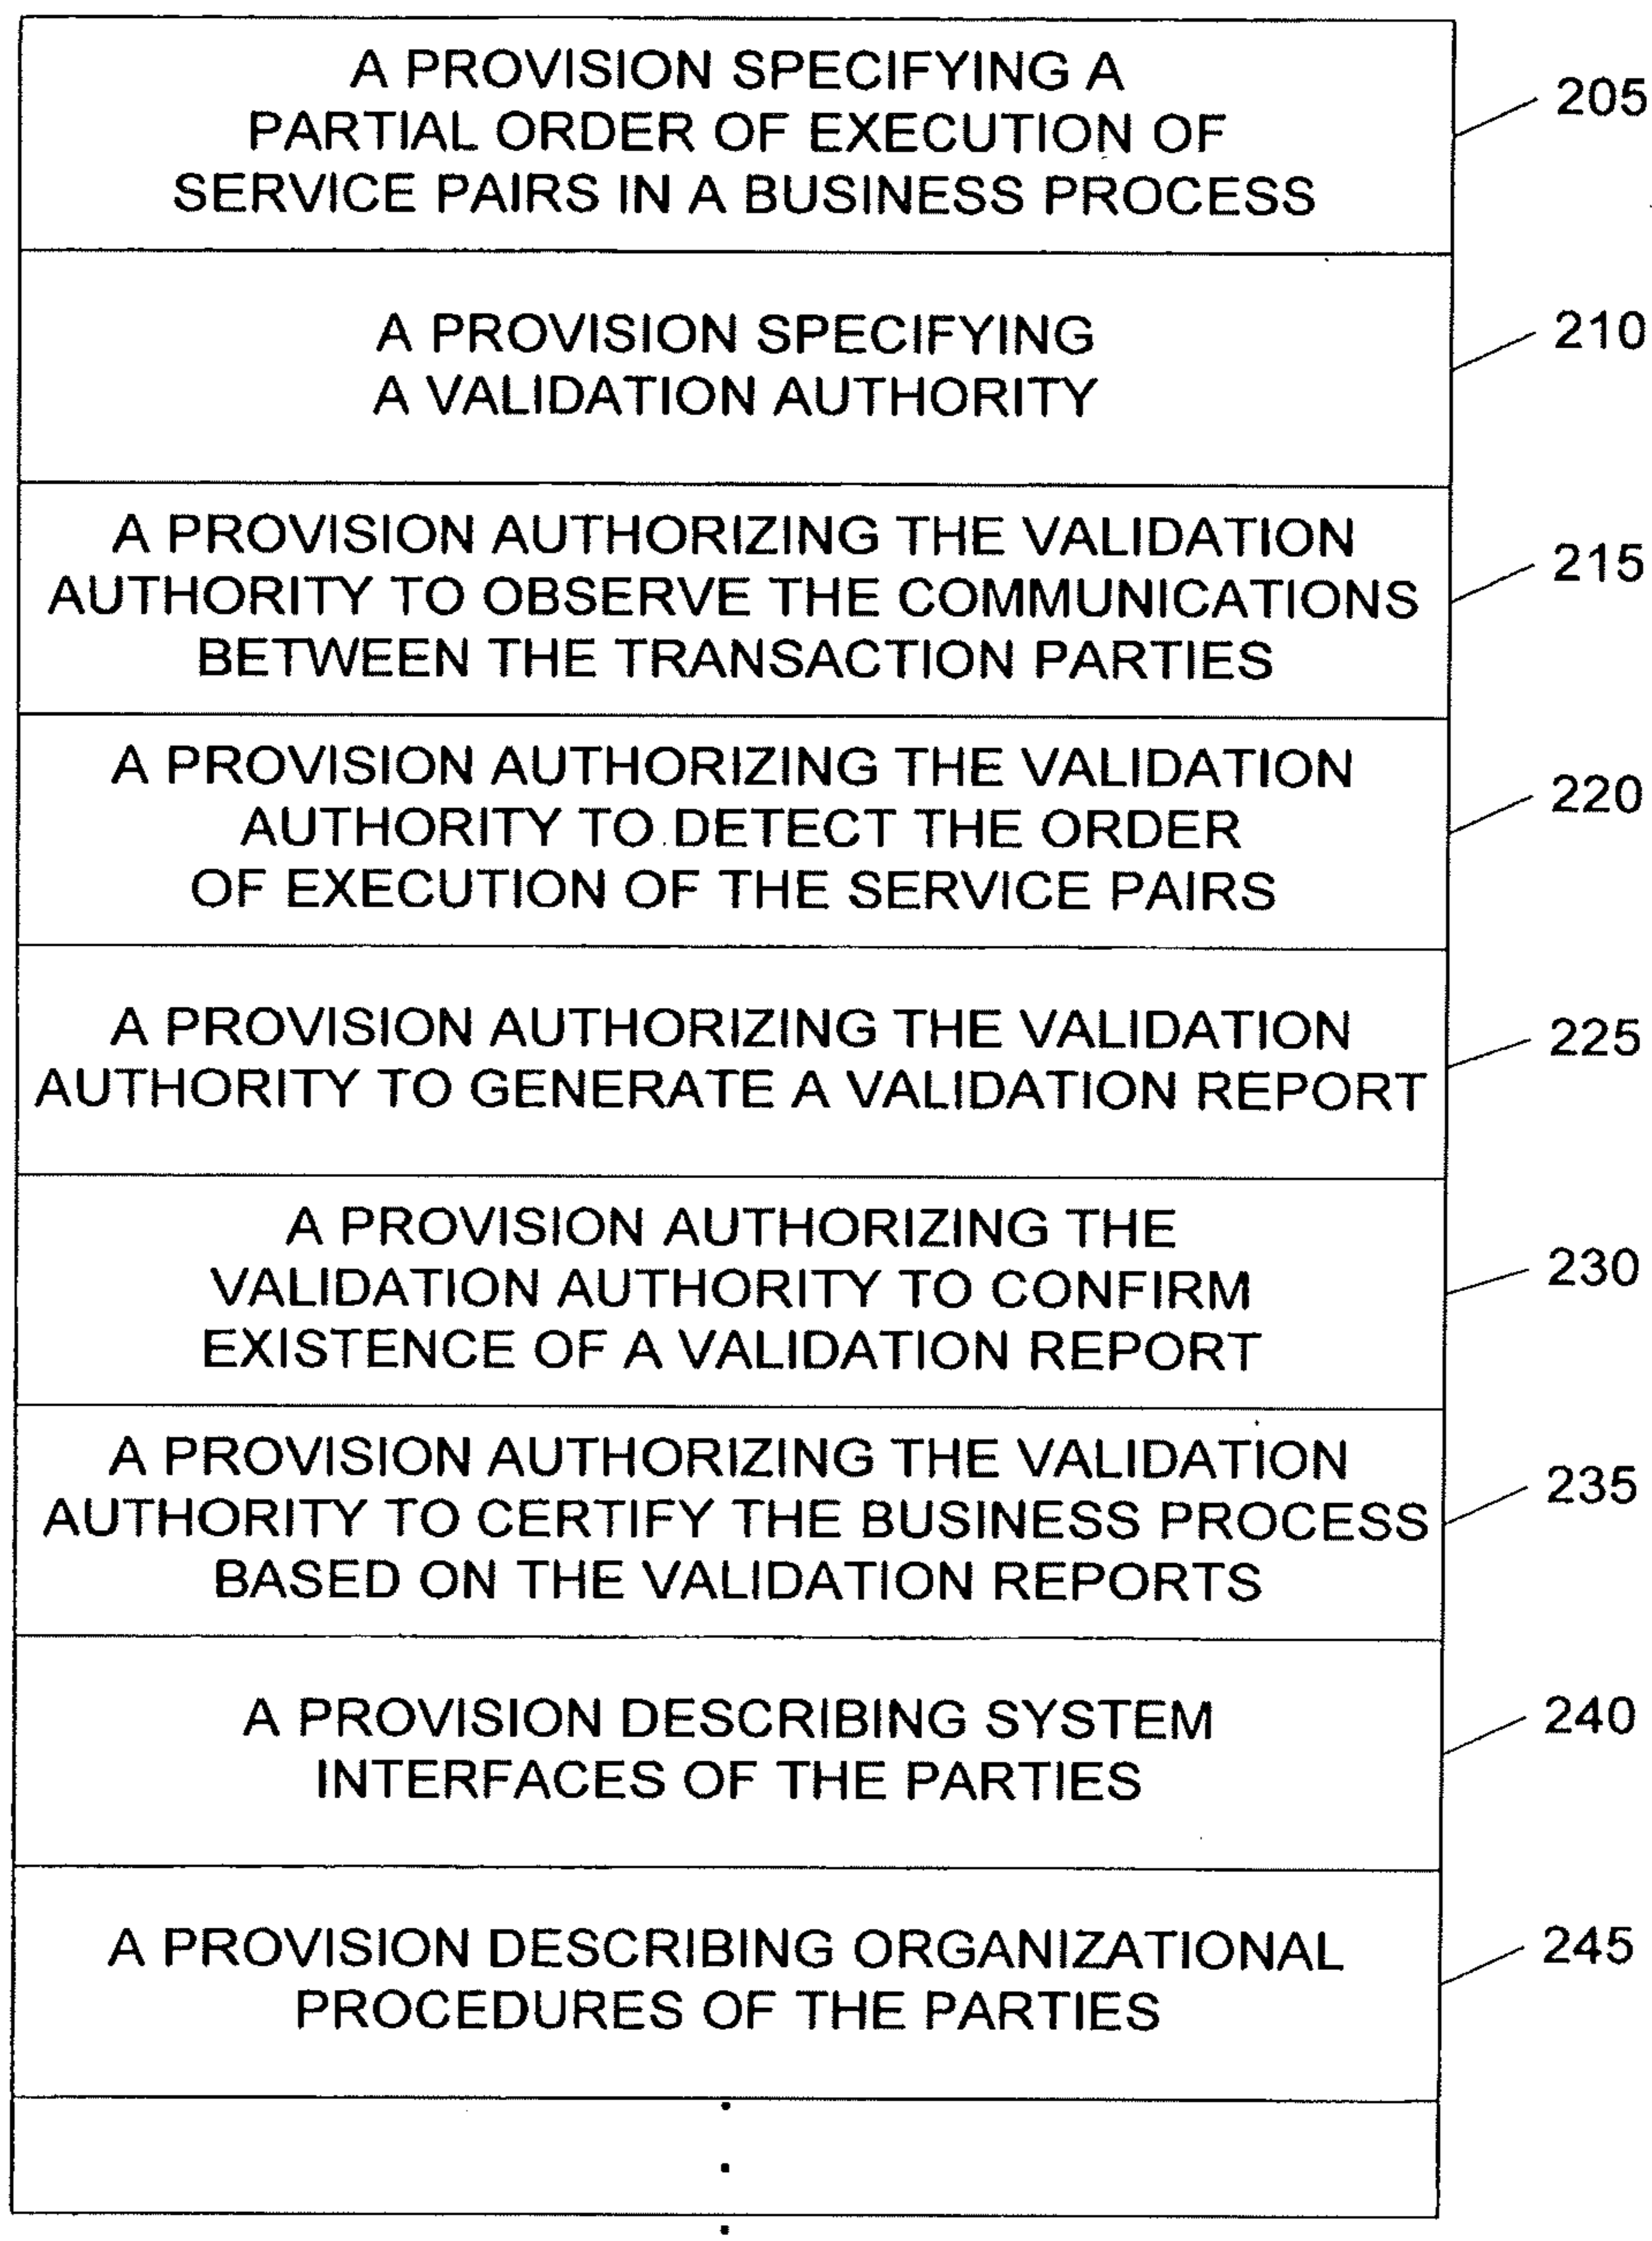 A PROVISION SPECIFYING A
PARTIAL ORDER OF EXECUTION OF
SERVICE PAIRS IN A BUSINESS PROCESS
205
A PROVISION SPECIFYING
A VALIDATION AUTHORITY
210
A PROVISION AUTHORIZING THE VALIDATION
AUTHORITY TO OBSERVE THE COMMUNICATIONS
BETWEEN THE TRANSACTION PARTIES
215
A PROVISION AUTHORIZING THE VALIDATION
AUTHORITY TO DETECT THE ORDER
OF EXECUTION OF THE SERVICE PAIRS
220
A PROVISION AUTHORIZING THE VALIDATION
AUTHORITY TO GENERATE A VALIDATION REPORT
225
A PROVISION AUTHORIZING THE
VALIDATION AUTHORITY TO CONFIRM
EXISTENCE OF A VALIDATION REPORT
230
A PROVISION AUTHORIZING THE VALIDATION
AUTHORITY TO CERTIFY THE BUSINESS PROCESS
BASED ON THE VALIDATION REPORTS
235
A PROVISION DESCRIBING SYSTEM
INTERFACES OF THE PARTIES
240
A PROVISION DESCRIBING ORGANIZATIONAL
PROCEDURES OF THE PARTIES
245